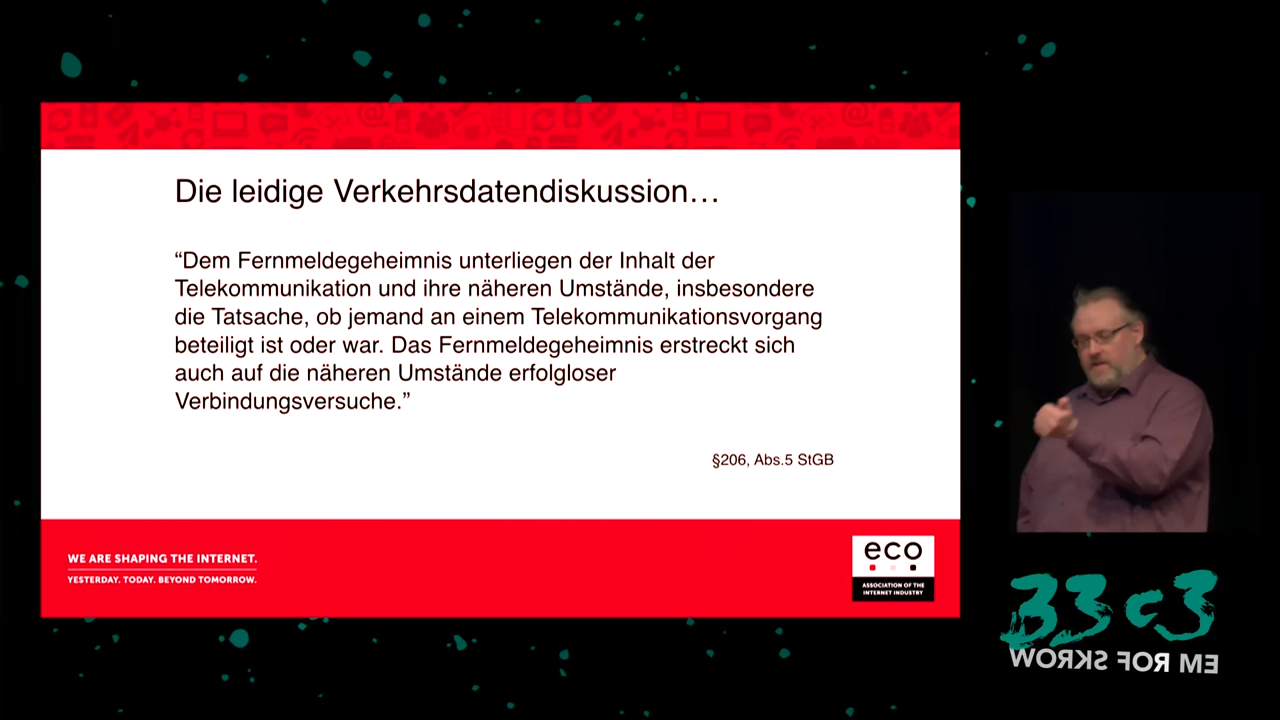 Die leidige Verkehrsdatendiskussion…
“Dem Fernmeldegeheimnis unterliegen der Inhalt der
Telekommunikation und ihre näheren Umstände, insbesondere
die Tatsache, ob jemand an einem Telekommunikationsvorgang
beteiligt ist oder war. Das Fernmeldegeheimnis erstreckt sich
auch auf die näheren Umstände erfolgloser
Verbindungsversuche.”
§206, Abs.5 StGB
WE ARE SHAPING THE INTERNET.
YESTERDAY. TODAY. BEYOND TOMORROW.
eco
ASSOCIATION OF THE
INTERNET INDUSTRY
33c3
WORKS FOR ME